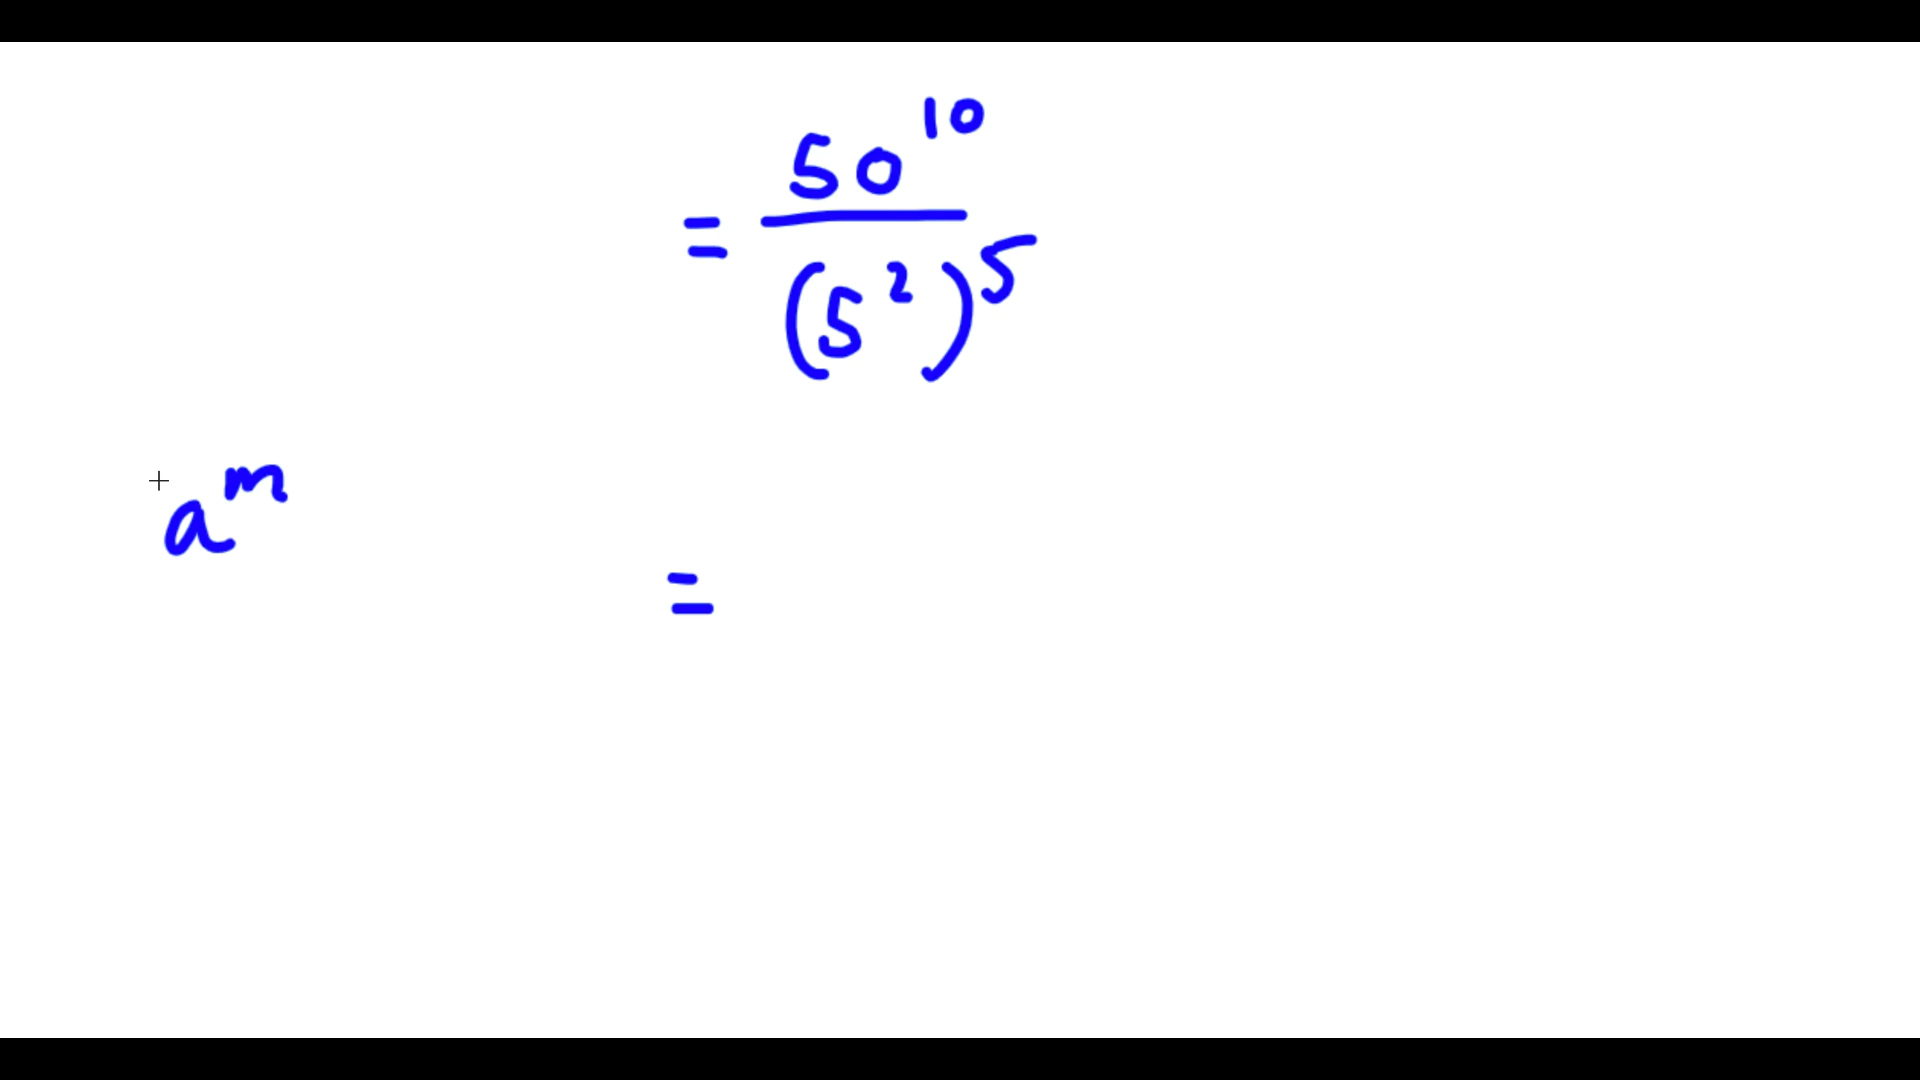 = 50^10 / (5^2)^5
a^m
=